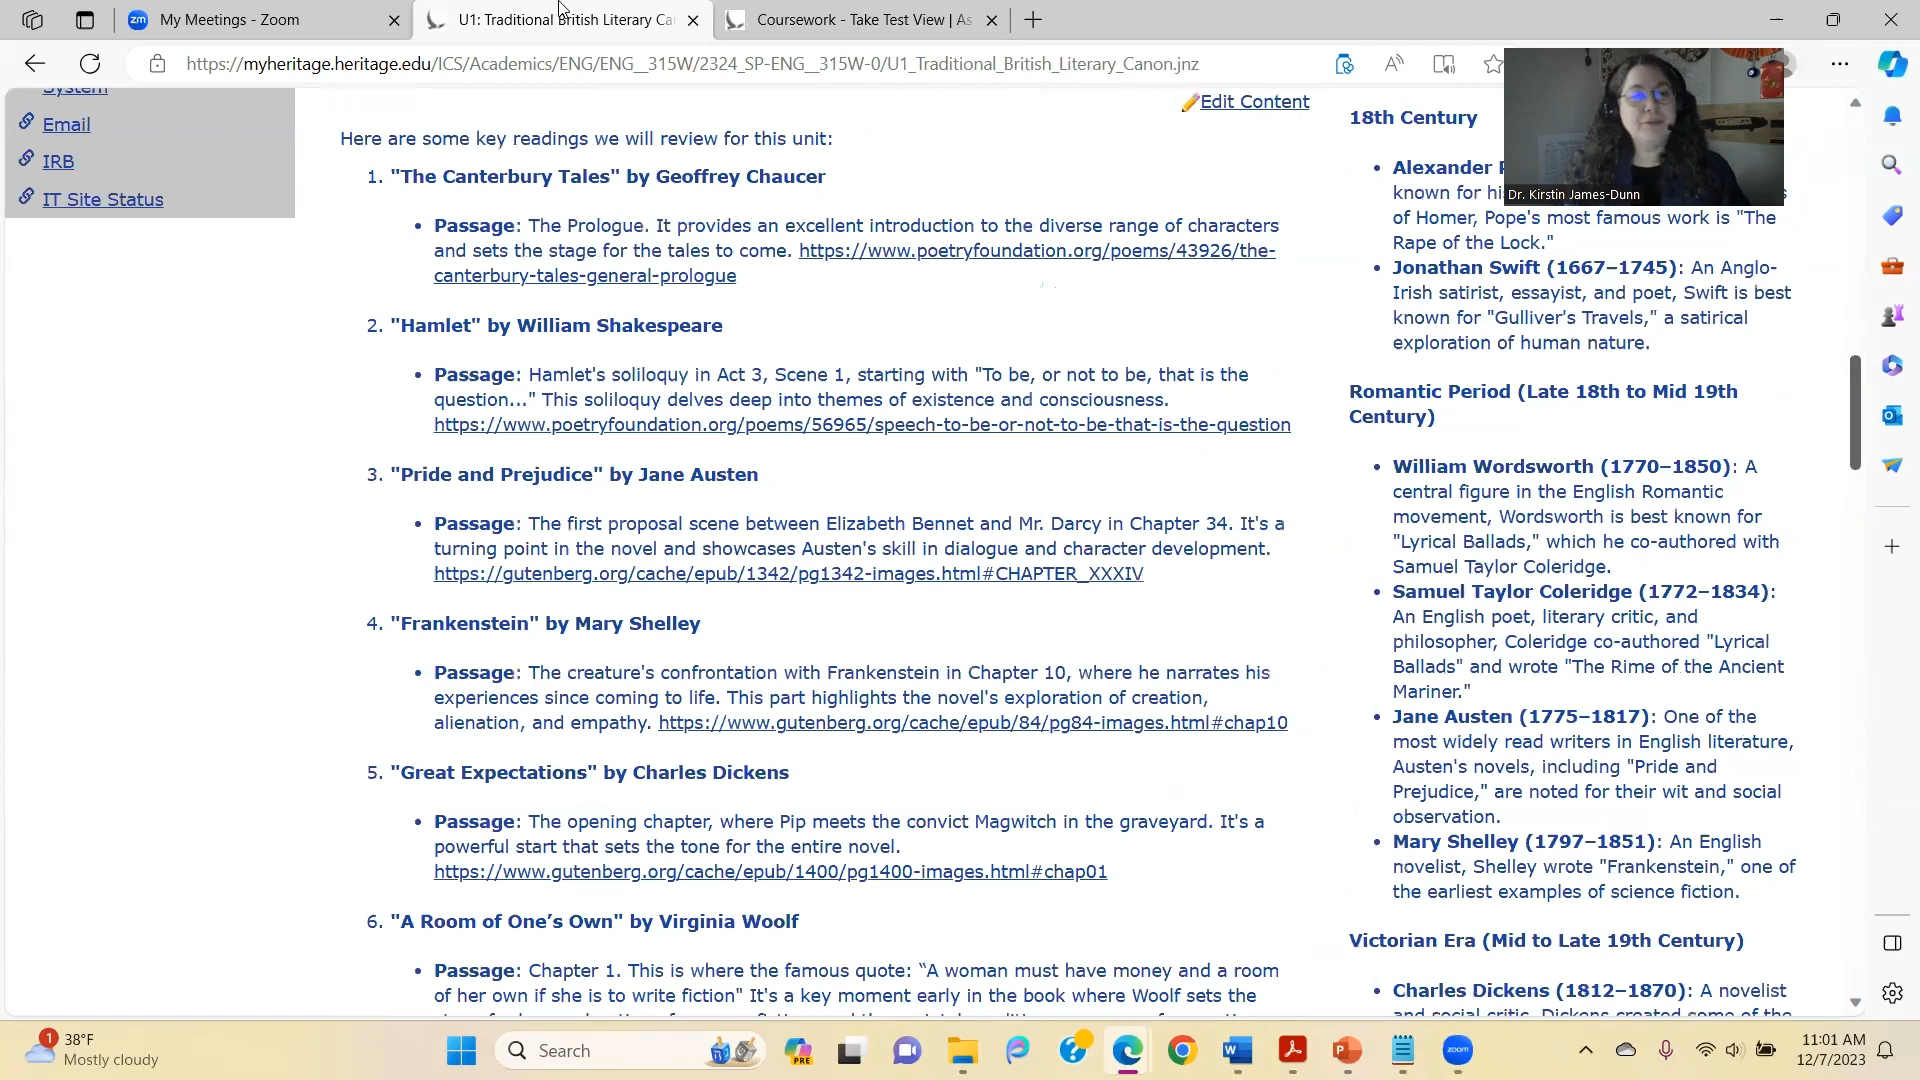 My Meetings - Zoom
U1: Traditional British Literary Ca
Coursework - Take Test View | As
https://myheritage.heritage.edu/ICS/Academics/ENG/ENG__315W/2324_SP-ENG__315W-0/U1_Traditional_British_Literary_Canon.jnz
System
Email
IRB
IT Site Status
Edit Content
Here are some key readings we will review for this unit:
1. "The Canterbury Tales" by Geoffrey Chaucer
• Passage: The Prologue. It provides an excellent introduction to the diverse range of characters
and sets the stage for the tales to come. https://www.poetryfoundation.org/poems/43926/the-
canterbury-tales-general-prologue
2. "Hamlet" by William Shakespeare
• Passage: Hamlet's soliloquy in Act 3, Scene 1, starting with "To be, or not to be, that is the
question..." This soliloquy delves deep into themes of existence and consciousness.
https://www.poetryfoundation.org/poems/56965/speech-to-be-or-not-to-be-that-is-the-question
3. "Pride and Prejudice" by Jane Austen
• Passage: The first proposal scene between Elizabeth Bennet and Mr. Darcy in Chapter 34. It's a
turning point in the novel and showcases Austen's skill in dialogue and character development.
https://gutenberg.org/cache/epub/1342/pg1342-images.html#CHAPTER_XXXIV
4. "Frankenstein" by Mary Shelley
• Passage: The creature's confrontation with Frankenstein in Chapter 10, where he narrates his
experiences since coming to life. This part highlights the novel's exploration of creation,
alienation, and empathy. https://www.gutenberg.org/cache/epub/84/pg84-images.html#chap10
5. "Great Expectations" by Charles Dickens
• Passage: The opening chapter, where Pip meets the convict Magwitch in the graveyard. It's a
powerful start that sets the tone for the entire novel.
https://www.gutenberg.org/cache/epub/1400/pg1400-images.html#chap01
6. "A Room of One’s Own" by Virginia Woolf
• Passage: Chapter 1. This is where the famous quote: “A woman must have money and a room
of her own if she is to write fiction" It's a key moment early in the book where Woolf sets the
18th Century
• Alexander
known for his
of Homer, Pope's most famous work is "The
Rape of the Lock."
• Jonathan Swift (1667–1745): An Anglo-
Irish satirist, essayist, and poet, Swift is best
known for "Gulliver's Travels," a satirical
exploration of human nature.
Romantic Period (Late 18th to Mid 19th
Century)
• William Wordsworth (1770–1850): A
central figure in the English Romantic
movement, Wordsworth is best known for
"Lyrical Ballads," which he co-authored with
Samuel Taylor Coleridge.
• Samuel Taylor Coleridge (1772–1834):
An English poet, literary critic, and
philosopher, Coleridge co-authored "Lyrical
Ballads" and wrote "The Rime of the Ancient
Mariner."
• Jane Austen (1775–1817): One of the
most widely read writers in English literature,
Austen's novels, including "Pride and
Prejudice," are noted for their wit and social
observation.
• Mary Shelley (1797–1851): An English
novelist, Shelley wrote "Frankenstein," one of
the earliest examples of science fiction.
Victorian Era (Mid to Late 19th Century)
• Charles Dickens (1812–1870): A novelist
and social critic, Dickens created some of the
Dr. Kirstin James-Dunn
1
38°F
Mostly cloudy
Search
PRE
zoom
11:01 AM
12/7/2023